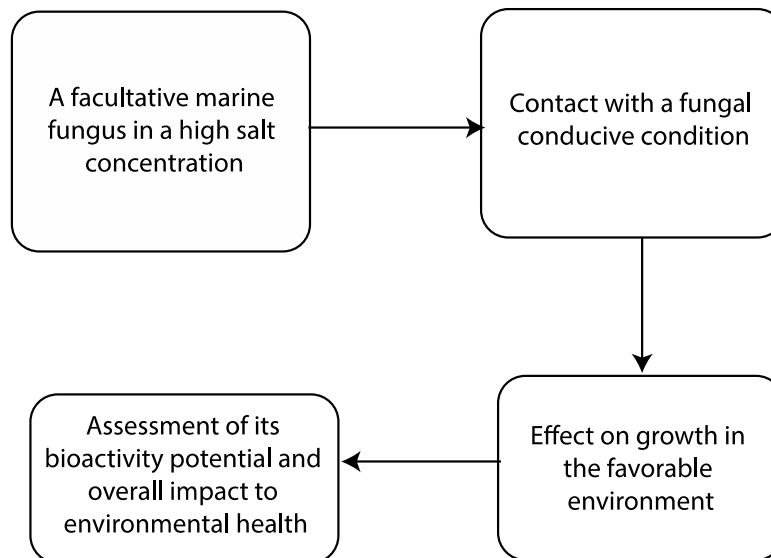 A facultative marine
fungus in a high salt
concentration
Contact with a fungal
conducive condition
Effect on growth in
the favorable
environment
Assessment of its
bioactivity potential and
overall impact to
environmental health